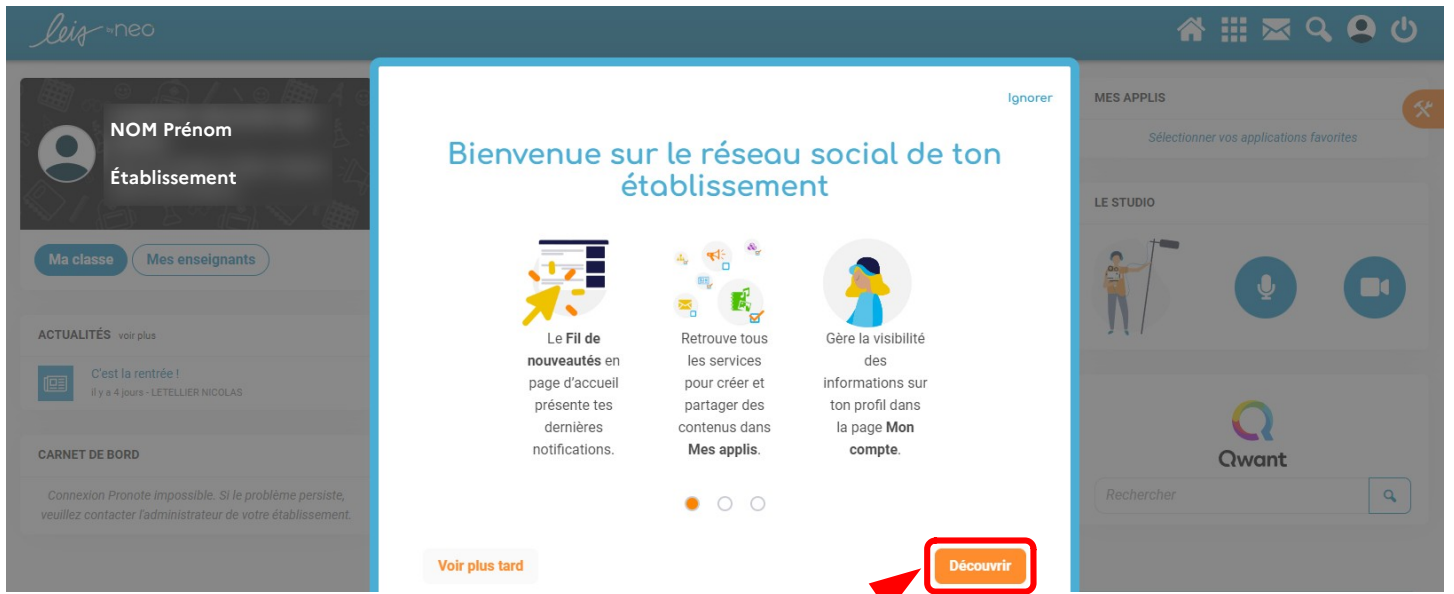 leia by neo
NOM Prénom
Établissement
Ma classe
Mes enseignants
ACTUALITÉS voir plus
C'est la rentrée !
il y a 4 jours - LETELLIER NICOLAS
CARNET DE BORD
Connexion Pronote impossible. Si le problème persiste,
veuillez contacter l'administrateur de votre établissement.
Ignorer
Bienvenue sur le réseau social de ton
établissement
Le Fil de
nouveautés en
page d'accueil
présente tes
dernières
notifications.
Retrouve tous
les services
pour créer et
partager des
contenus dans
Mes applis.
Gère la visibilité
des
informations sur
ton profil dans
la page Mon
compte.
Voir plus tard
Découvrir
MES APPLIS
Sélectionner vos applications favorites
LE STUDIO
Qwant
Rechercher